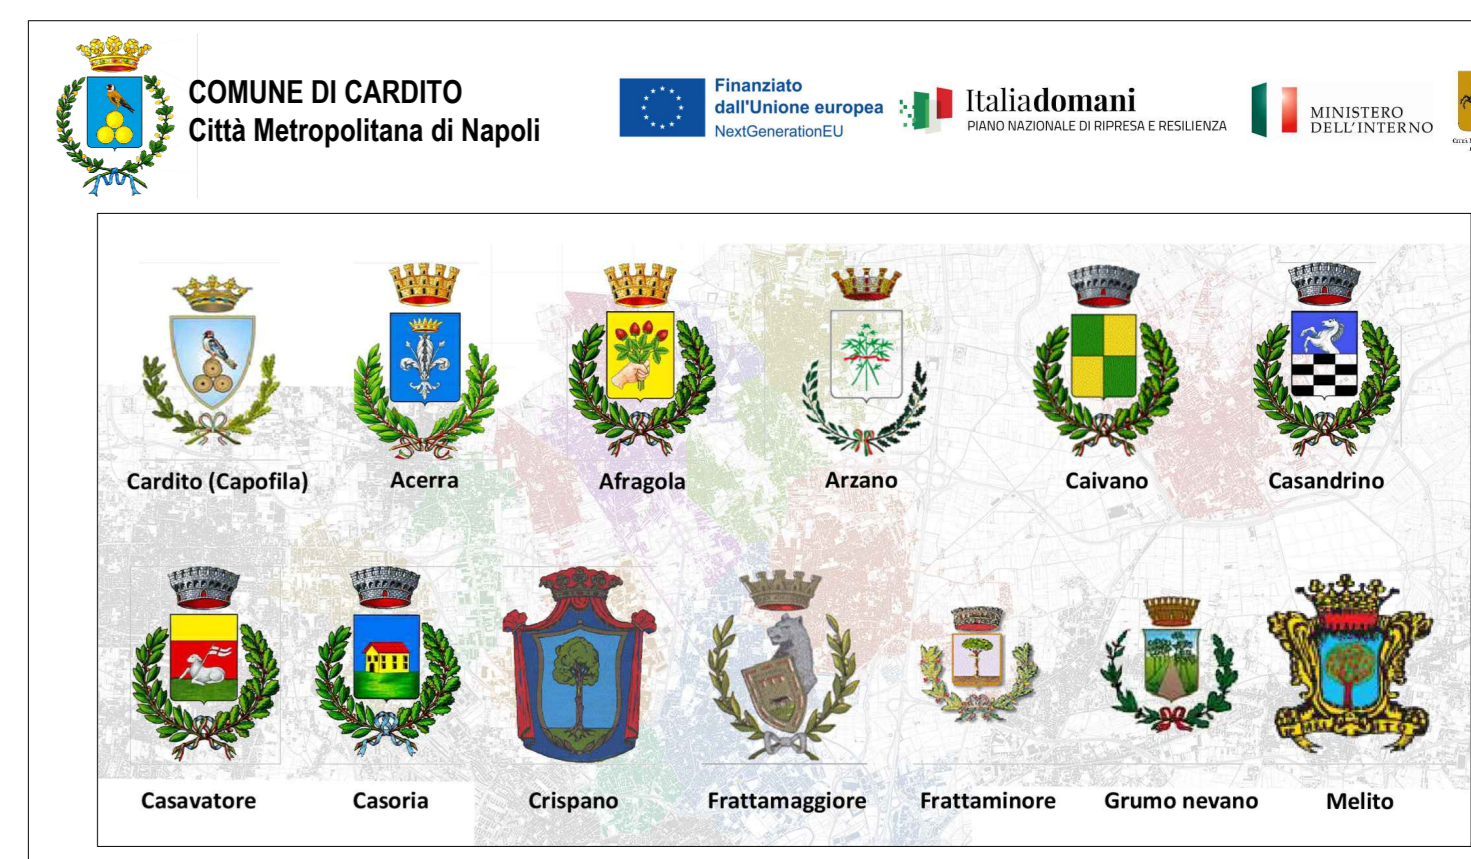 COMUNE DI CARDITO
Città Metropolitana di Napoli
Finanziato
dall'Unione europea
NextGenerationEU
Italiadomani
PIANO NAZIONALE DI RIPRESA E RESILIENZA
MINISTERO
DELL'INTERNO
Cardito (Capofila)
Acerra
Afragola
Arzano
Caivano
Casandrino
Casavatore
Casoria
Crispano
Frattamaggiore
Frattaminore
Grumo nevano
Melito